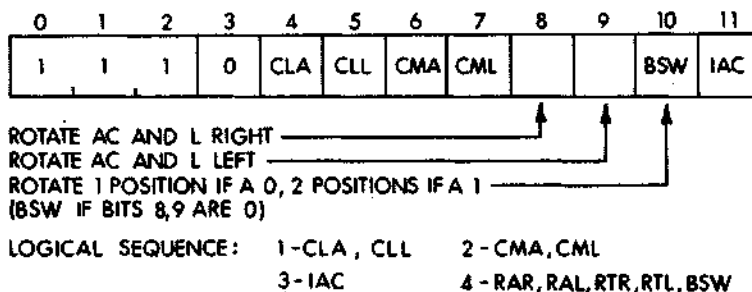 0 1 2 3 4 5 6 7 8 9 10 11
1 1 1 0 CLA CLL CMA CML BSW IAC
ROTATE AC AND L RIGHT
ROTATE AC AND L LEFT
ROTATE 1 POSITION IF A 0, 2 POSITIONS IF A 1
(BSW IF BITS 8,9 ARE 0)
LOGICAL SEQUENCE: 1-CLA, CLL 2-CMA,CML
3-IAC 4-RAR,RAL,RTR,RTL,BSW